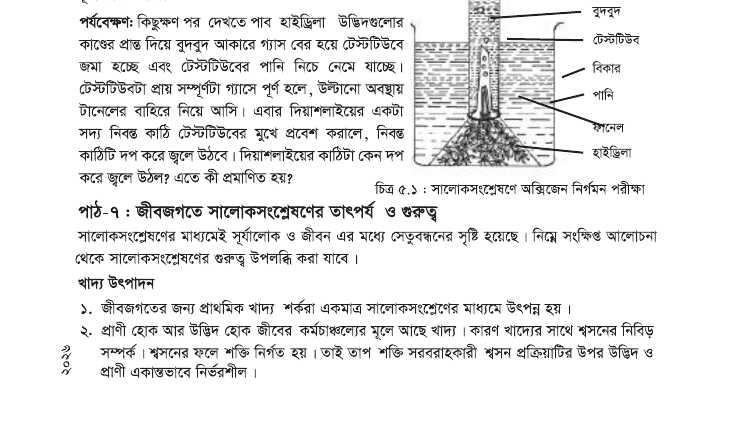 পর্যবেক্ষণ: কিছুক্ষণ পর দেখতে পাব হাইড্রিলা উদ্ভিদগুলোর
কাণ্ডের প্রান্ত দিয়ে বুদবুদ আকারে গ্যাস বের হয়ে টেস্টটিউবে
জমা হচ্ছে এবং টেস্টটিউবের পানি নিচে নেমে যাচ্ছে।
টেস্টটিউবটা প্রায় সম্পূর্ণটা গ্যাসে পূর্ণ হলে, উল্টানো অবস্থায়
টানেলের বাহিরে নিয়ে আসি। এবার দিয়াশলাইয়ের একটা
সদ্য নিবন্ত কাঠি টেস্টটিউবের মুখে প্রবেশ করালে, নিবন্ত
কাঠিটি দপ করে জ্বলে উঠবে। দিয়াশলাইয়ের কাঠিটা কেন দপ
করে জ্বলে উঠল? এতে কী প্রমাণিত হয়?
বুদবুদ
টেস্টটিউব
বিকার
পানি
ফানেল
হাইড্রিলা
চিত্র ৫.১ : সালোকসংশ্লেষণে অক্সিজেন নির্গমন পরীক্ষা
পাঠ-৭ : জীবজগতে সালোকসংশ্লেষণের তাৎপর্য ও গুরুত্ব
সালোকসংশ্লেষণের মাধ্যমেই সূর্যালোক ও জীবন এর মধ্যে সেতুবন্ধনের সৃষ্টি হয়েছে। নিম্নে সংক্ষিপ্ত আলোচনা
থেকে সালোকসংশ্লেষণের গুরুত্ব উপলব্ধি করা যাবে।
খাদ্য উৎপাদন
১. জীবজগতের জন্য প্রাথমিক খাদ্য শর্করা একমাত্র সালোকসংশ্লেণের মাধ্যমে উৎপন্ন হয়।
২. প্রাণী হোক আর উদ্ভিদ হোক জীবের কর্মচাঞ্চল্যের মূলে আছে খাদ্য। কারণ খাদ্যের সাথে শ্বসনের নিবিড়
সম্পর্ক। শ্বসনের ফলে শক্তি নির্গত হয়। তাই তাপ শক্তি সরবরাহকারী শ্বসন প্রক্রিয়াটির উপর উদ্ভিদ ও
প্রাণী একান্তভাবে নির্ভরশীল।